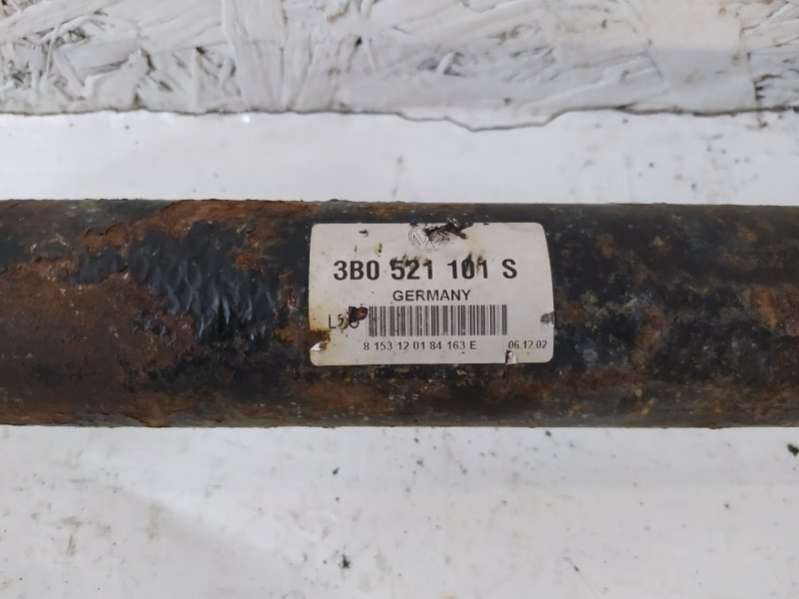 3B0 521 101 S
GERMANY
8 153 12 01 84 163 E 06.12.02